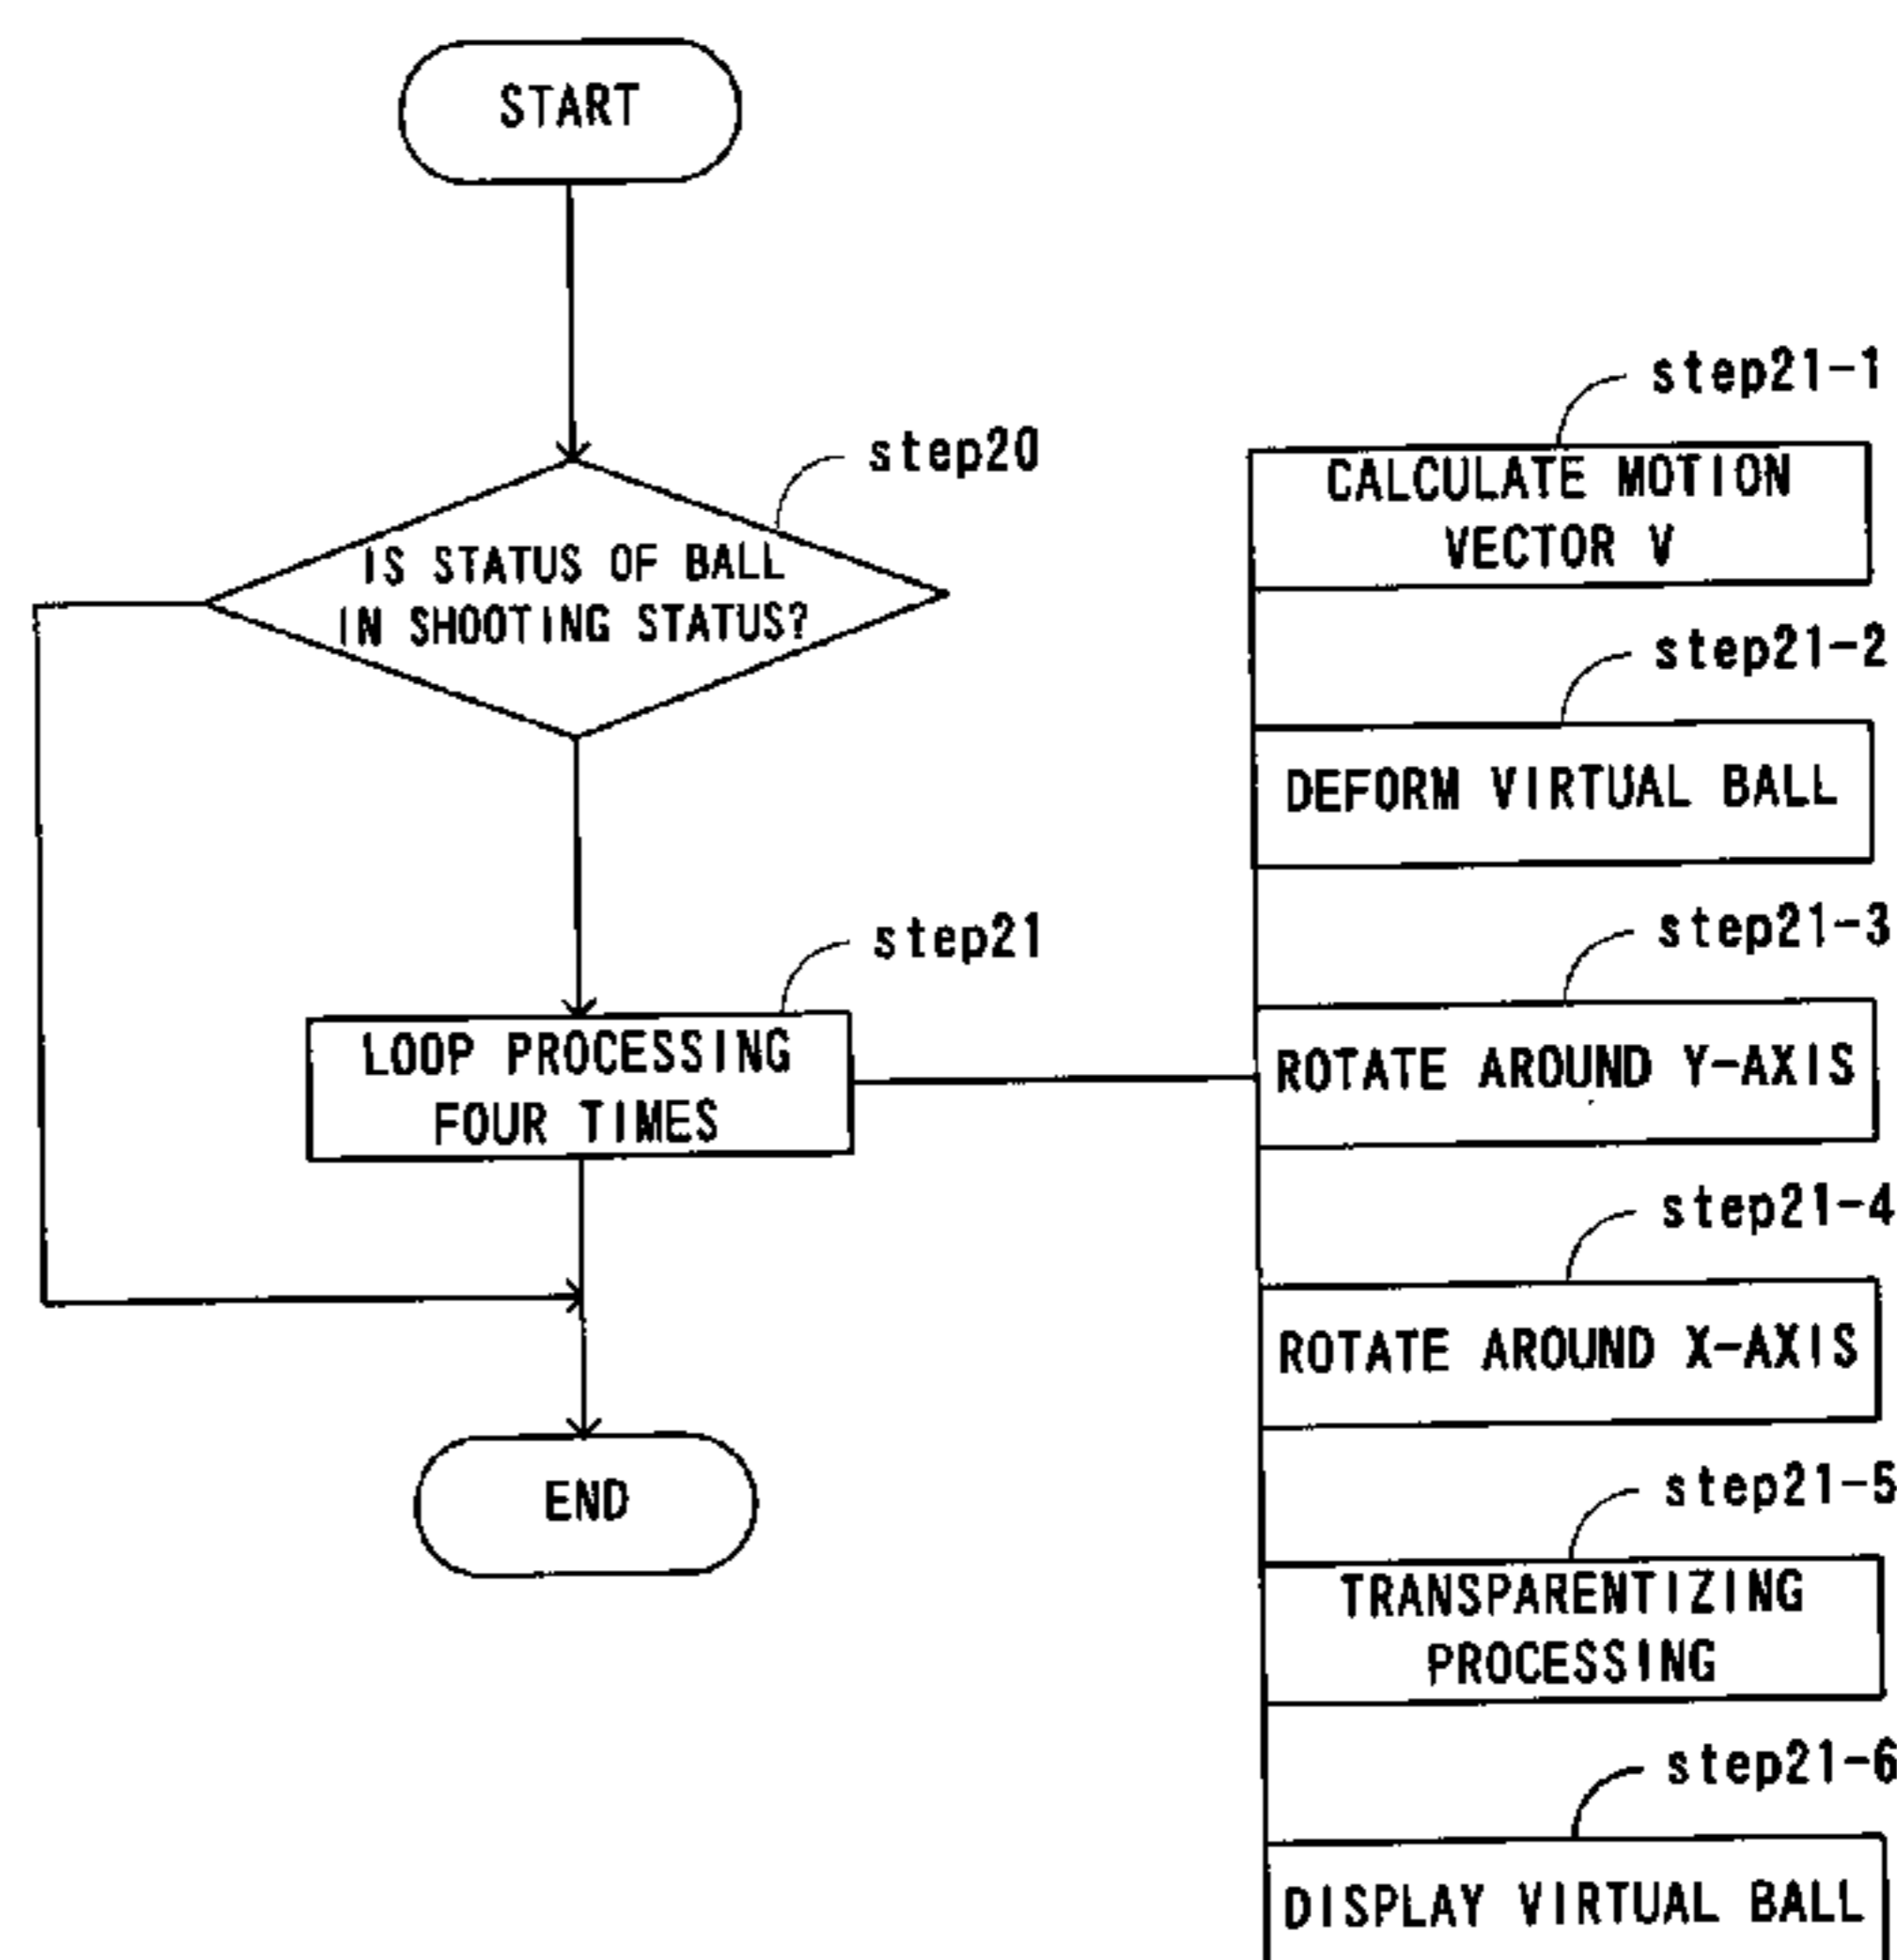 START
step20
IS STATUS OF BALL
IN SHOOTING STATUS?
step21
LOOP PROCESSING
FOUR TIMES
END
step21-1
CALCULATE MOTION
VECTOR V
step21-2
DEFORM VIRTUAL BALL
step21-3
ROTATE AROUND Y-AXIS
step21-4
ROTATE AROUND X-AXIS
step21-5
TRANSPARENTIZING
PROCESSING
step21-6
DISPLAY VIRTUAL BALL